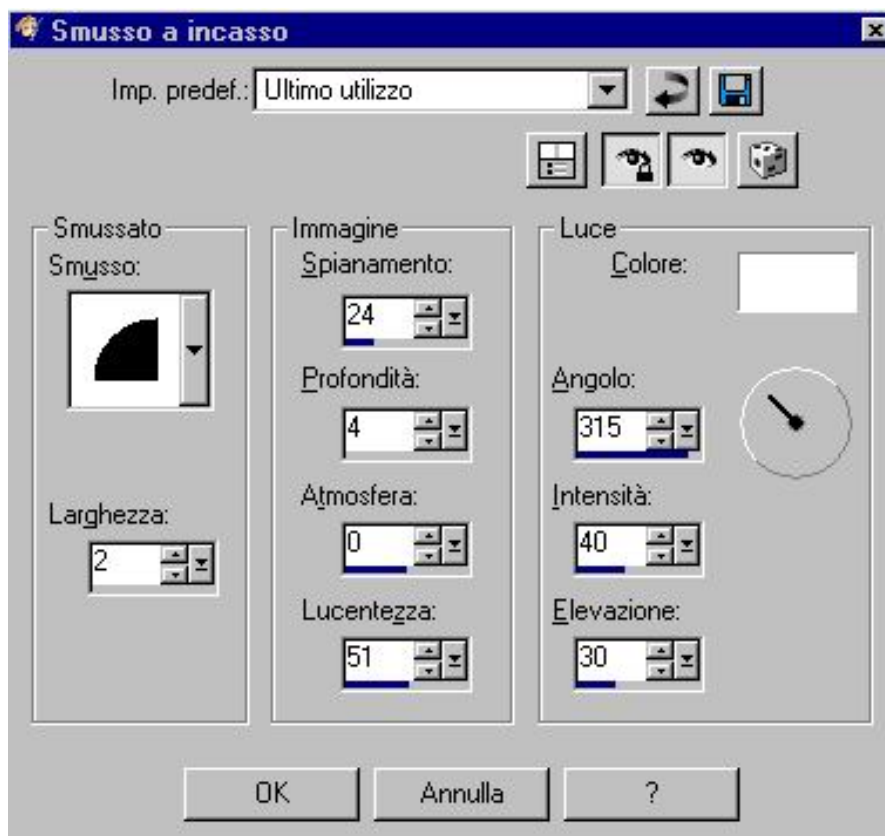 Smusso a incasso
Imp. predef.: Ultimo utilizzo
Smussato
Smusso:
Larghezza:
2
Immagine
Spianamento:
24
Profondità:
4
Atmosfera:
0
Lucentezza:
51
Luce
Colore:
Angolo:
315
Intensità:
40
Elevazione:
30
OK Annulla ?